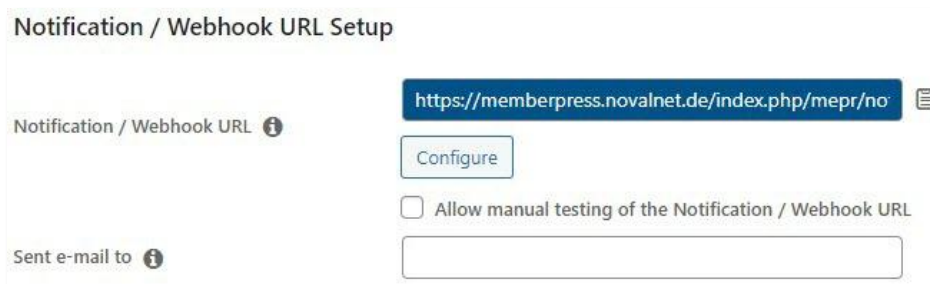 Notification / Webhook URL Setup
Notification / Webhook URL
https://memberpress.novalnet.de/index.php/mepr/no
Configure
Allow manual testing of the Notification / Webhook URL
Sent e-mail to